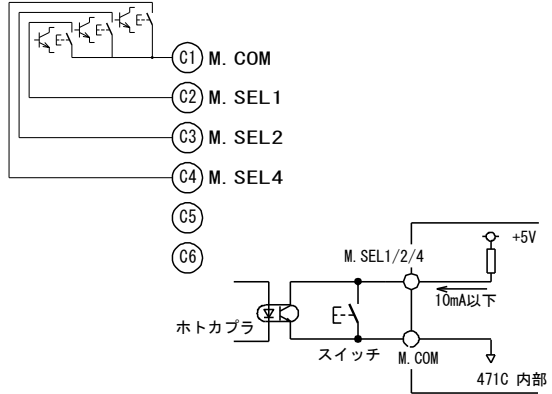 C1 M. COM
C2 M. SEL1
C3 M. SEL2
C4 M. SEL4
C5
C6
+5V
M. SEL1/2/4
10mA以下
ホトカプラ
スイッチ
M. COM
471C 内部